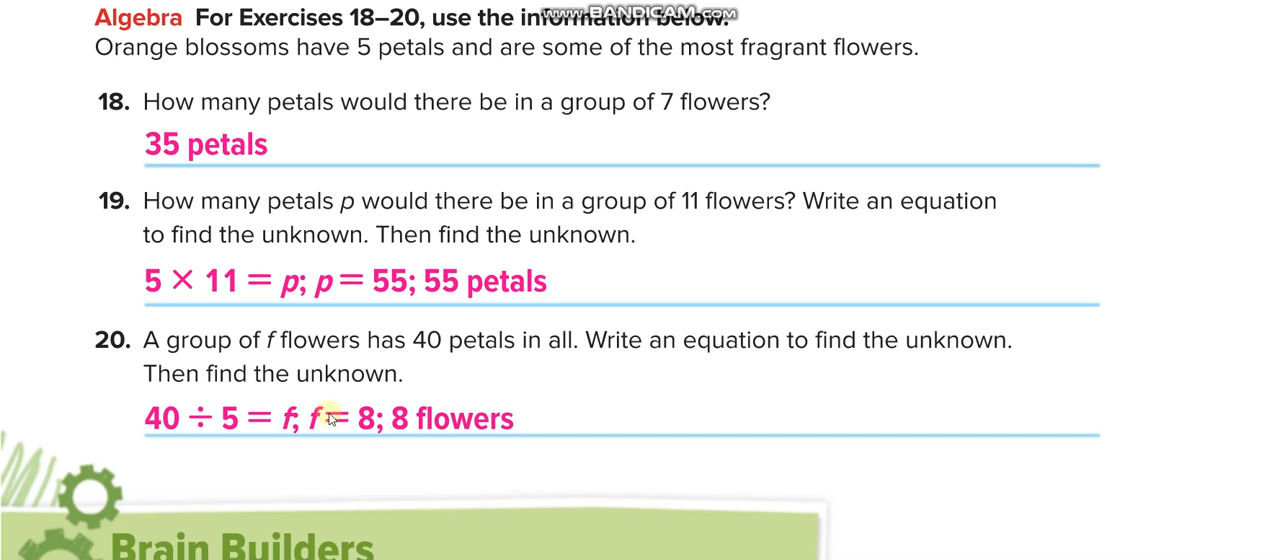 www.BANDICAM.com
Algebra For Exercises 18–20, use the information below.
Orange blossoms have 5 petals and are some of the most fragrant flowers.
18. How many petals would there be in a group of 7 flowers?
35 petals
19. How many petals p would there be in a group of 11 flowers? Write an equation
to find the unknown. Then find the unknown.
5 × 11 = p; p = 55; 55 petals
20. A group of f flowers has 40 petals in all. Write an equation to find the unknown.
Then find the unknown.
40 ÷ 5 = f; f = 8; 8 flowers
Brain Builders